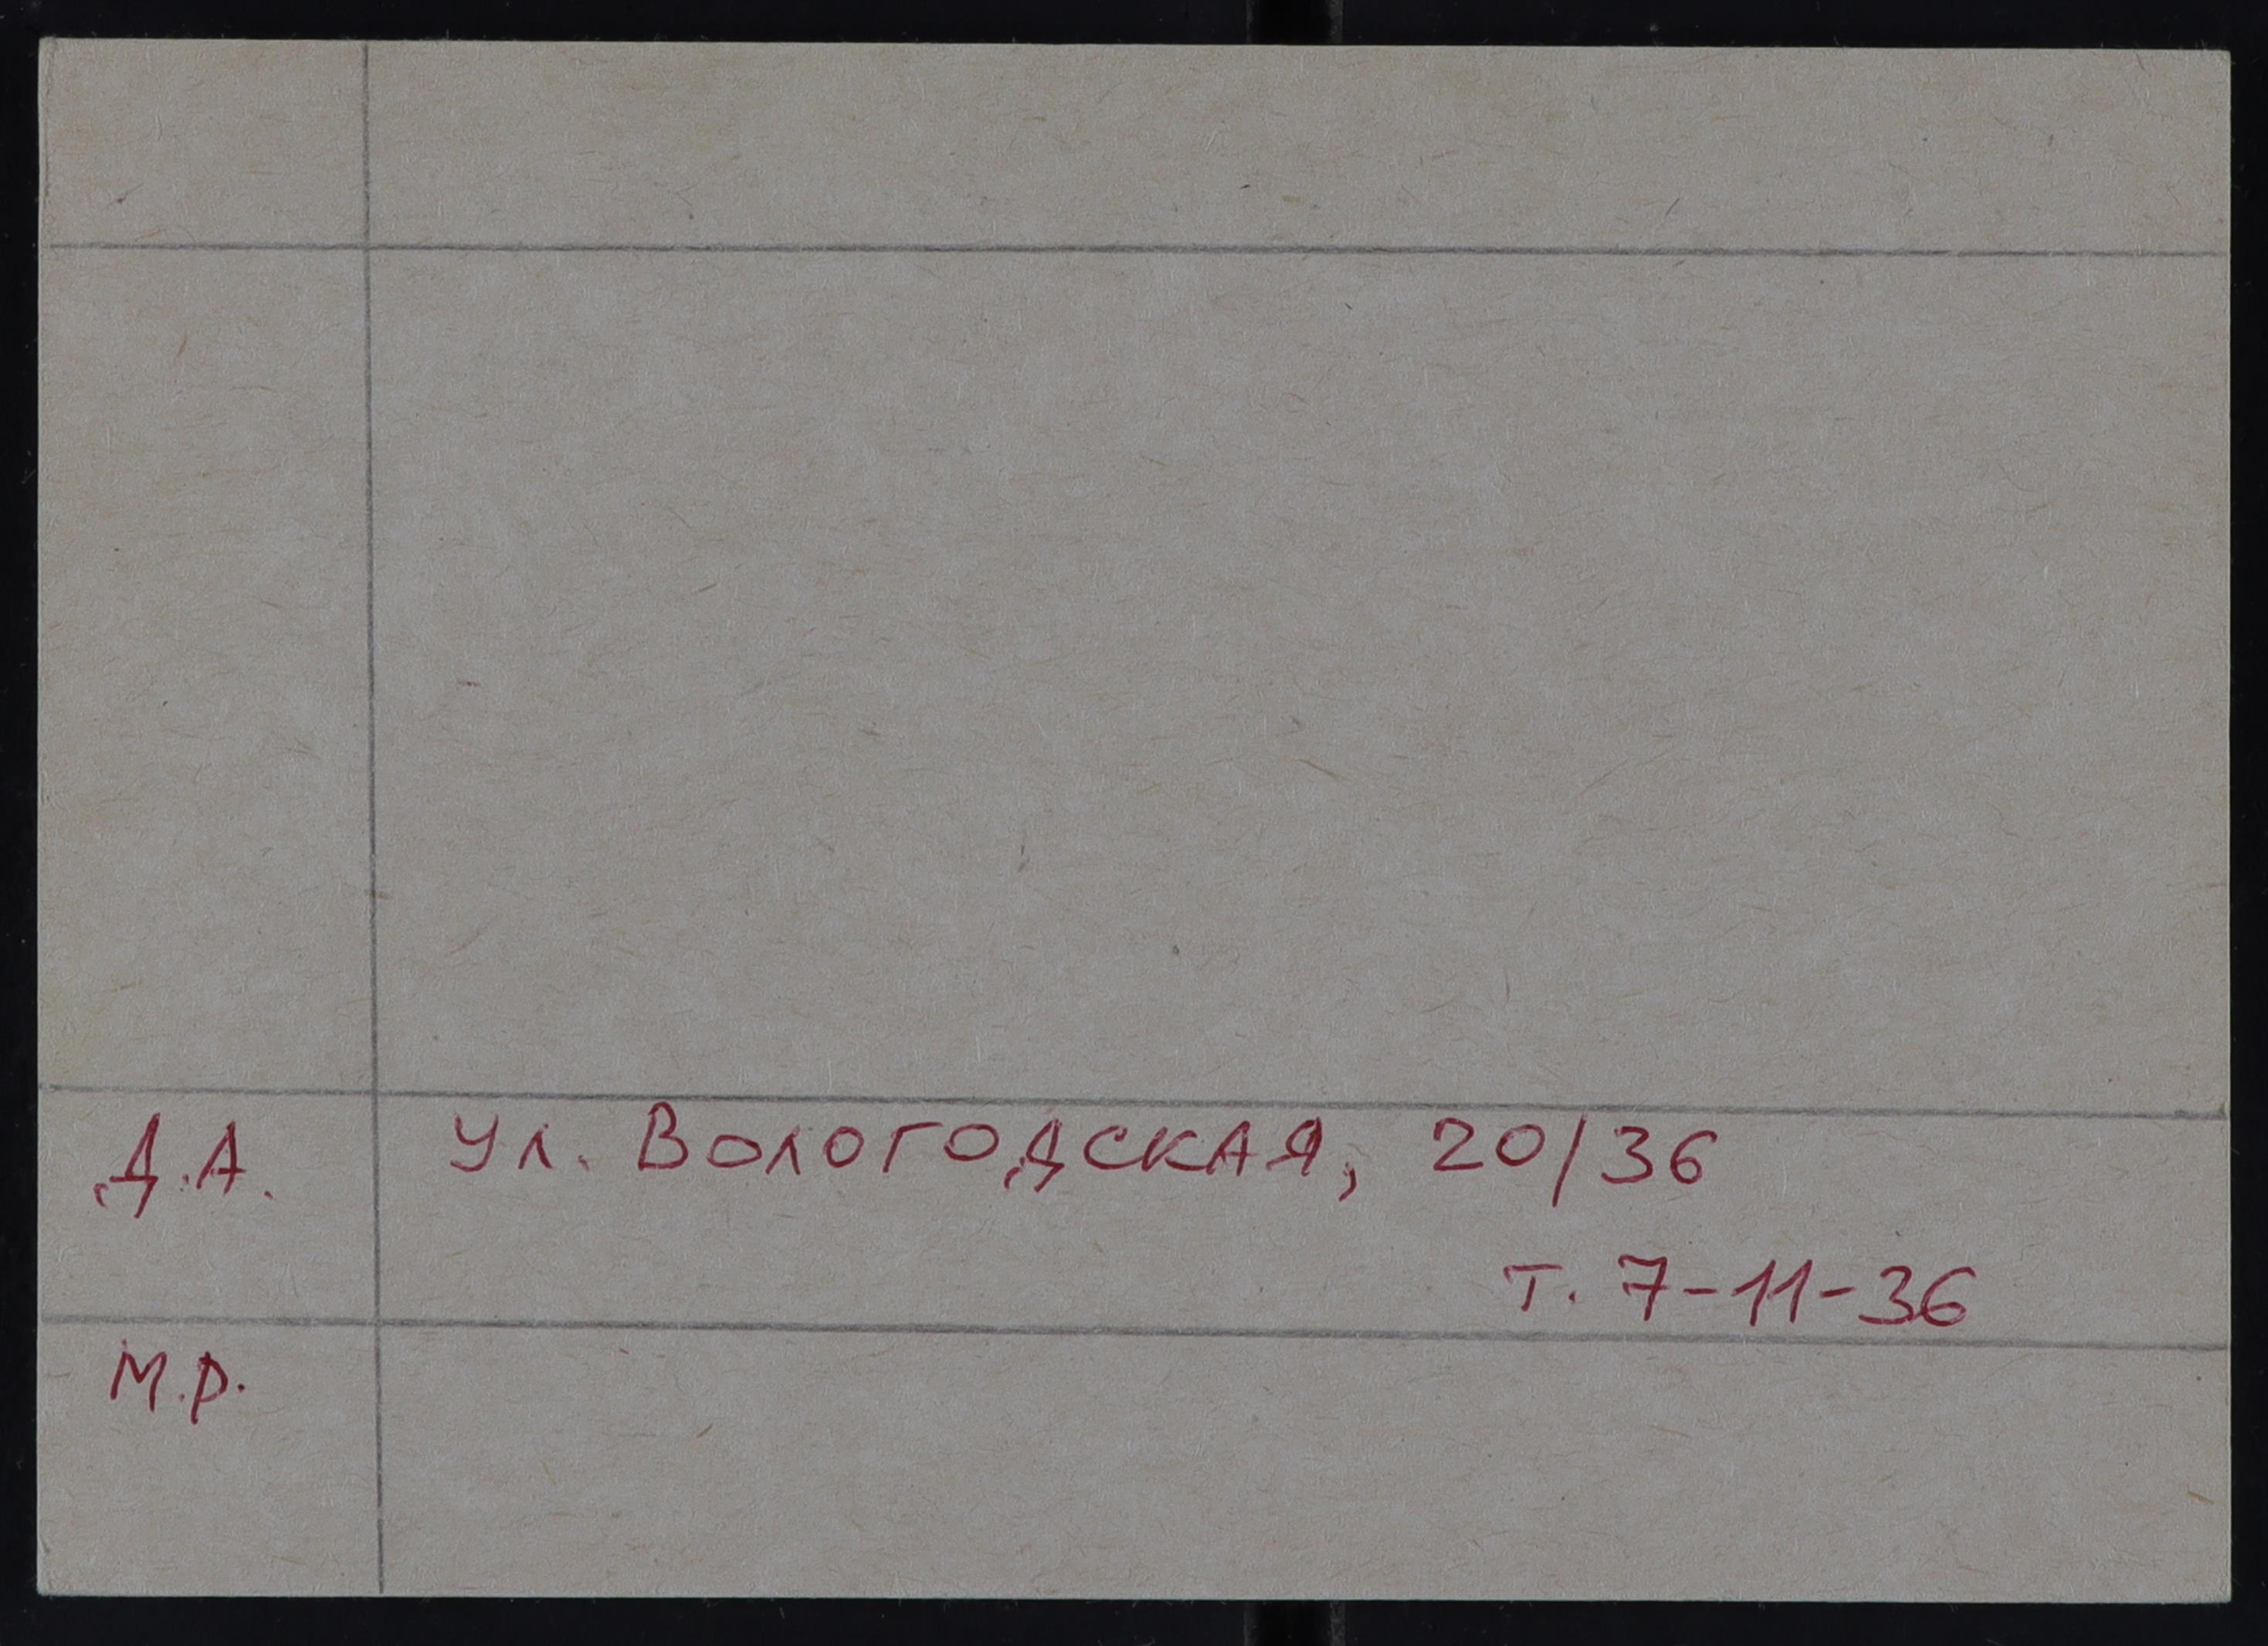 Д.А. ул. Вологодская, 20/36
т. 7-11-36
М.Р.